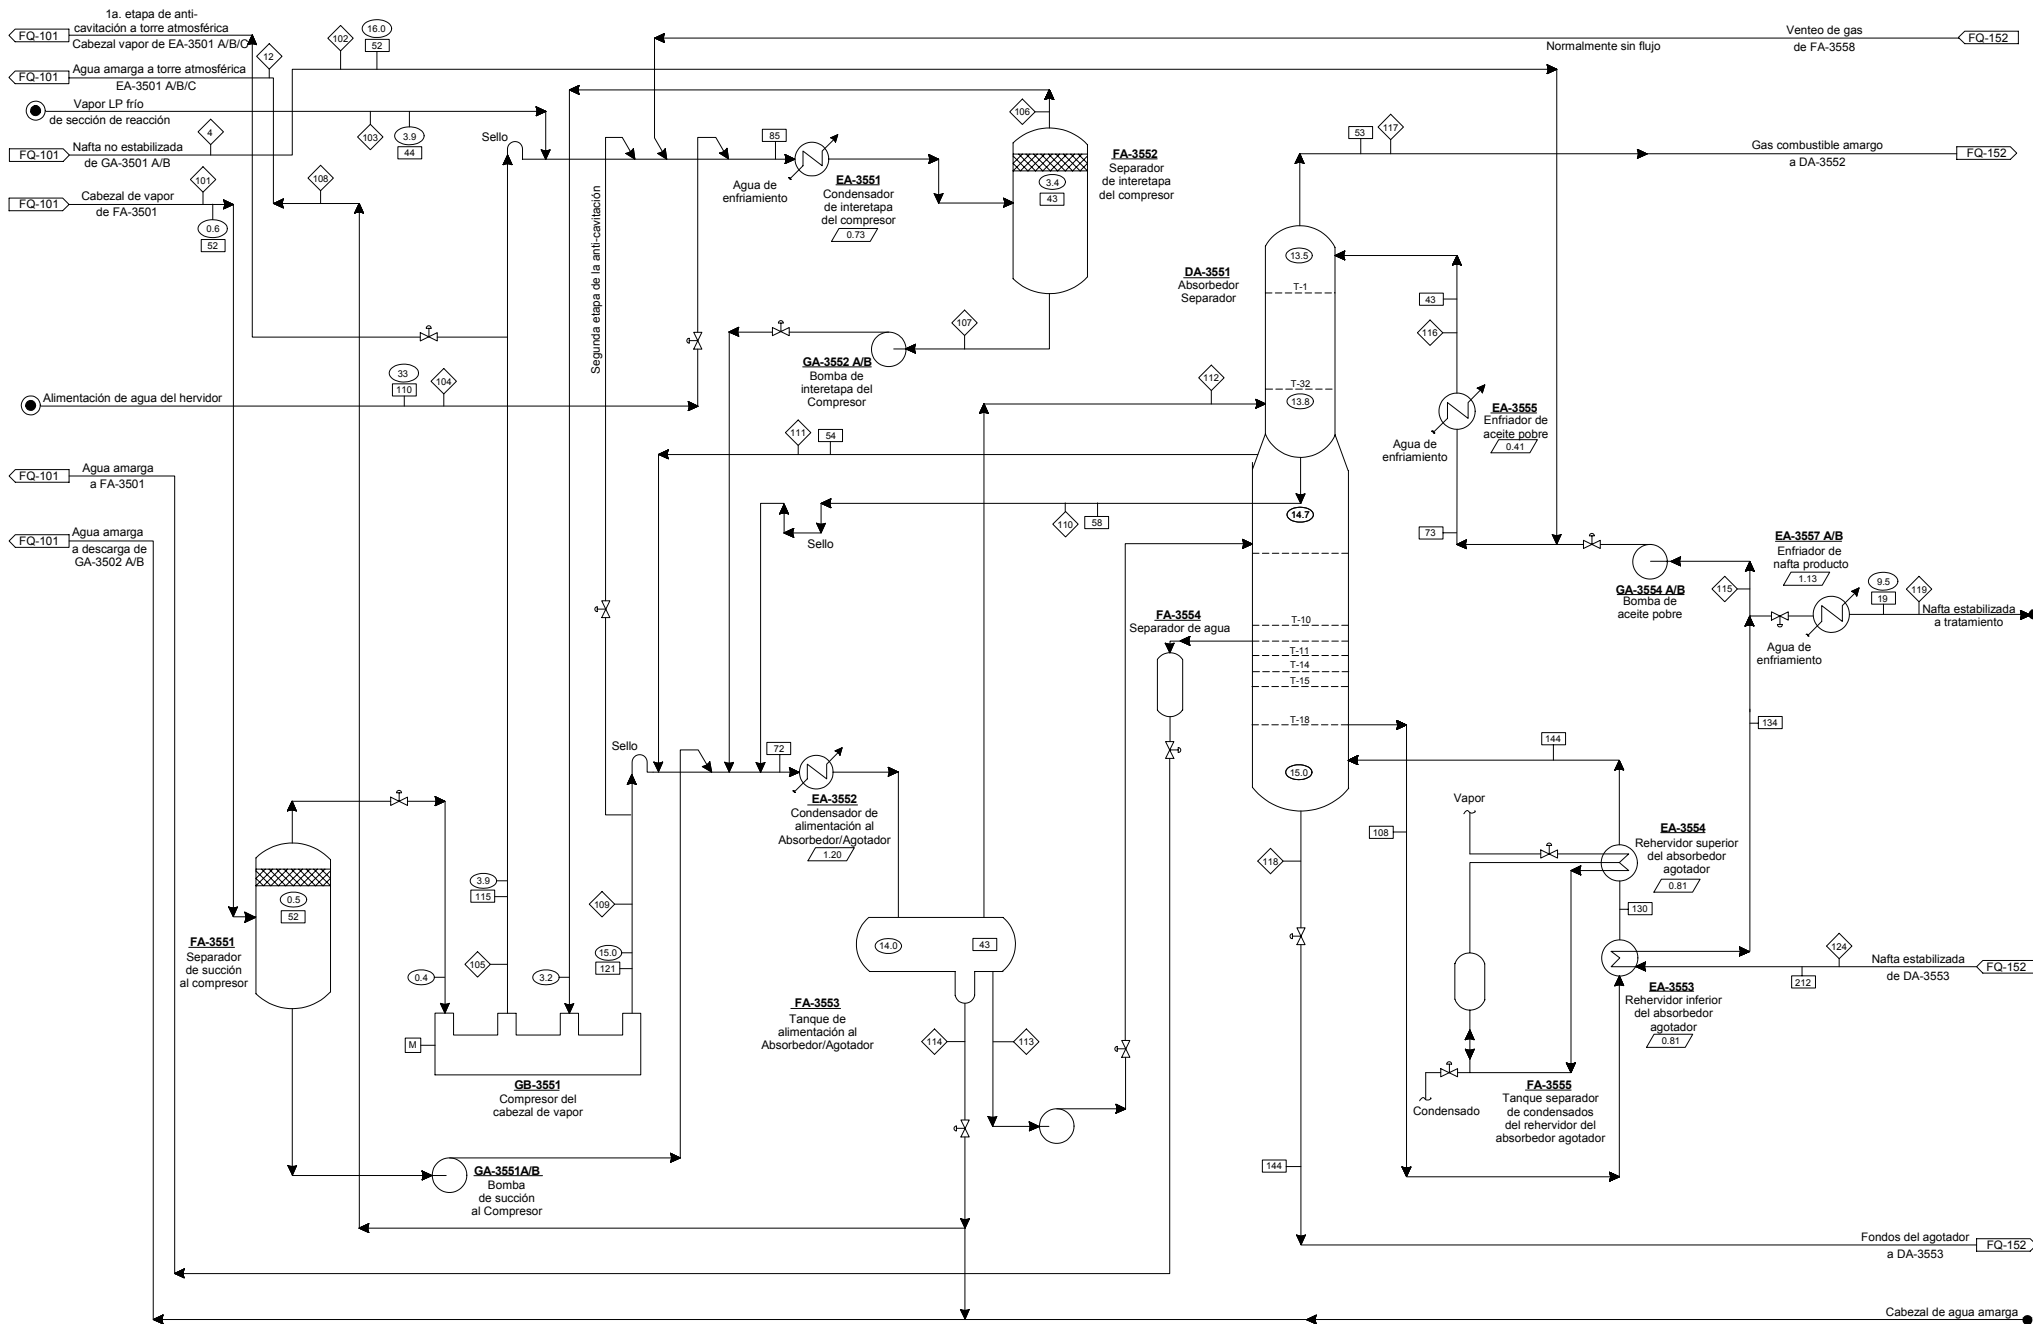 1a. etapa de anti-
cavitación a torre atmosférica
FQ-101
Cabezal vapor de EA-3501 A/B/C
12
102
16.0
52
Agua amarga a torre atmosférica
FQ-101
EA-3501 A/B/C
Vapor LP frío
de sección de reacción
103
3.9
44
4
Nafta no estabilizada
FQ-101
de GA-3501 A/B
101
108
Cabezal de vapor
FQ-101
de FA-3501
0.6
52
Venteo de gas
Normalmente sin flujo
de FA-3558
FQ-152
Sello
85
Agua de
enfriamiento
EA-3551
Condensador
de interetapa
del compresor
0.73
106
3.4
43
FA-3552
Separador
de interetapa
del compresor
53
117
Gas combustible amargo
a DA-3552
FQ-152
Segunda etapa de la anti-cavitación
107
GA-3552 A/B
Bomba de
interetapa del
Compresor
DA-3551
Absorbedor
Separador
13.5
T-1
T-32
13.8
43
116
112
33
110
104
Alimentación de agua del hervidor
EA-3555
Enfriador de
aceite pobre
0.41
Agua de
enfriamiento
111
54
Agua amarga
FQ-101
a FA-3501
110
58
14.7
Sello
Agua amarga
FQ-101
a descarga de
GA-3502 A/B
73
GA-3554 A/B
Bomba de
aceite pobre
EA-3557 A/B
Enfriador de
nafta producto
1.13
115
9.5
19
119
Nafta estabilizada
a tratamiento
Agua de
enfriamiento
FA-3554
Separador de agua
T-10
T-11
T-14
T-15
T-18
15.0
134
144
Sello
72
EA-3552
Condensador de
alimentación al
Absorbedor/Agotador
1.20
118
108
Vapor
EA-3554
Rehervidor superior
del absorbedor
agotador
0.81
130
0.5
52
FA-3551
Separador
de succión
al compresor
3.9
115
105
0.4
3.2
109
15.0
121
14.0
43
FA-3553
Tanque de
alimentación al
Absorbedor/Agotador
114
113
124
Nafta estabilizada
de DA-3553
FQ-152
212
EA-3553
Rehervidor inferior
del absorbedor
agotador
0.81
M
GB-3551
Compresor del
cabezal de vapor
Condensado
FA-3555
Tanque separador
de condensados
del rehervidor del
absorbedor agotador
GA-3551A/B
Bomba
de succión
al Compresor
144
Fondos del agotador
a DA-3553
FQ-152
Cabezal de agua amarga